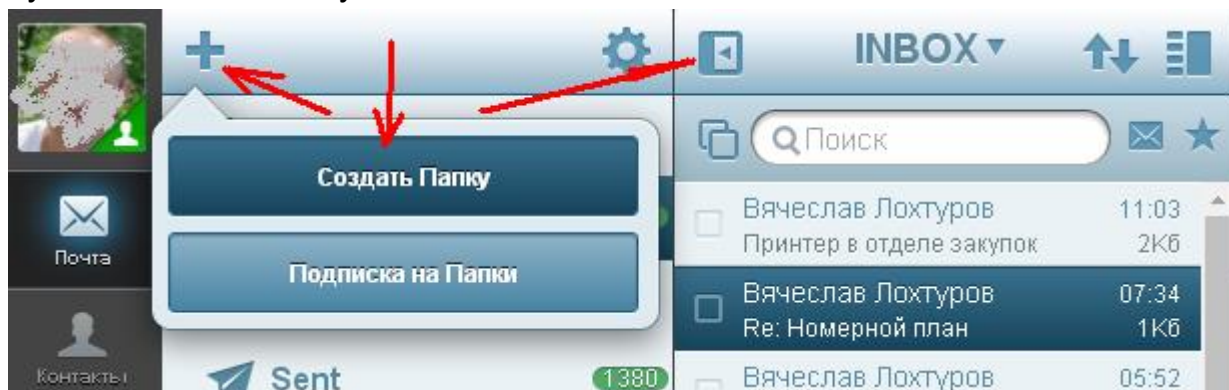 INBOX
Поиск
Создать Папку
Подписка на Папки
Почта
Контакты
Sent
1380
Вячеслав Лохтуров 11:03
Принтер в отделе закупок 2Кб
Вячеслав Лохтуров 07:34
Re: Номерной план 1Кб
Вячеслав Лохтуров 05:52